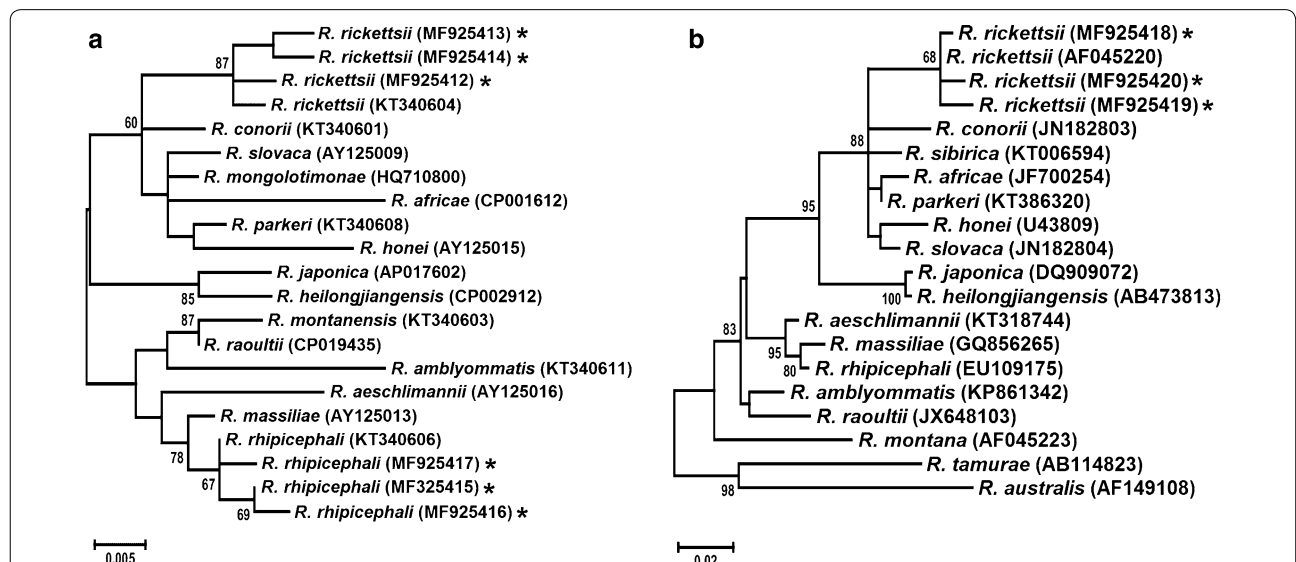 a
R. rickettsii (MF925413) *
R. rickettsii (MF925414) *
87
R. rickettsii (MF925412) *
R. rickettsii (KT340604)
60
R. conorii (KT340601)
R. slovaca (AY125009)
R. mongolotimonae (HQ710800)
R. africae (CP001612)
R. parkeri (KT340608)
R. honei (AY125015)
R. japonica (AP017602)
85
R. heilongjiangensis (CP002912)
87
R. montanensis (KT340603)
R. raoultii (CP019435)
R. amblyommatis (KT340611)
R. aeschlimannii (AY125016)
R. massiliae (AY125013)
78
R. rhipicephali (KT340606)
R. rhipicephali (MF925417) *
67
R. rhipicephali (MF325415) *
69
R. rhipicephali (MF925416) *
0.005
b
R. rickettsii (MF925418) *
68
R. rickettsii (AF045220)
R. rickettsii (MF925420) *
R. rickettsii (MF925419) *
R. conorii (JN182803)
88
R. sibirica (KT006594)
R. africae (JF700254)
R. parkeri (KT386320)
95
R. honei (U43809)
R. slovaca (JN182804)
R. japonica (DQ909072)
100
R. heilongjiangensis (AB473813)
83
R. aeschlimannii (KT318744)
95
R. massiliae (GQ856265)
80
R. rhipicephali (EU109175)
R. amblyommatis (KP861342)
R. raoultii (JX648103)
R. montana (AF045223)
R. tamurae (AB114823)
98
R. australis (AF149108)
0.02